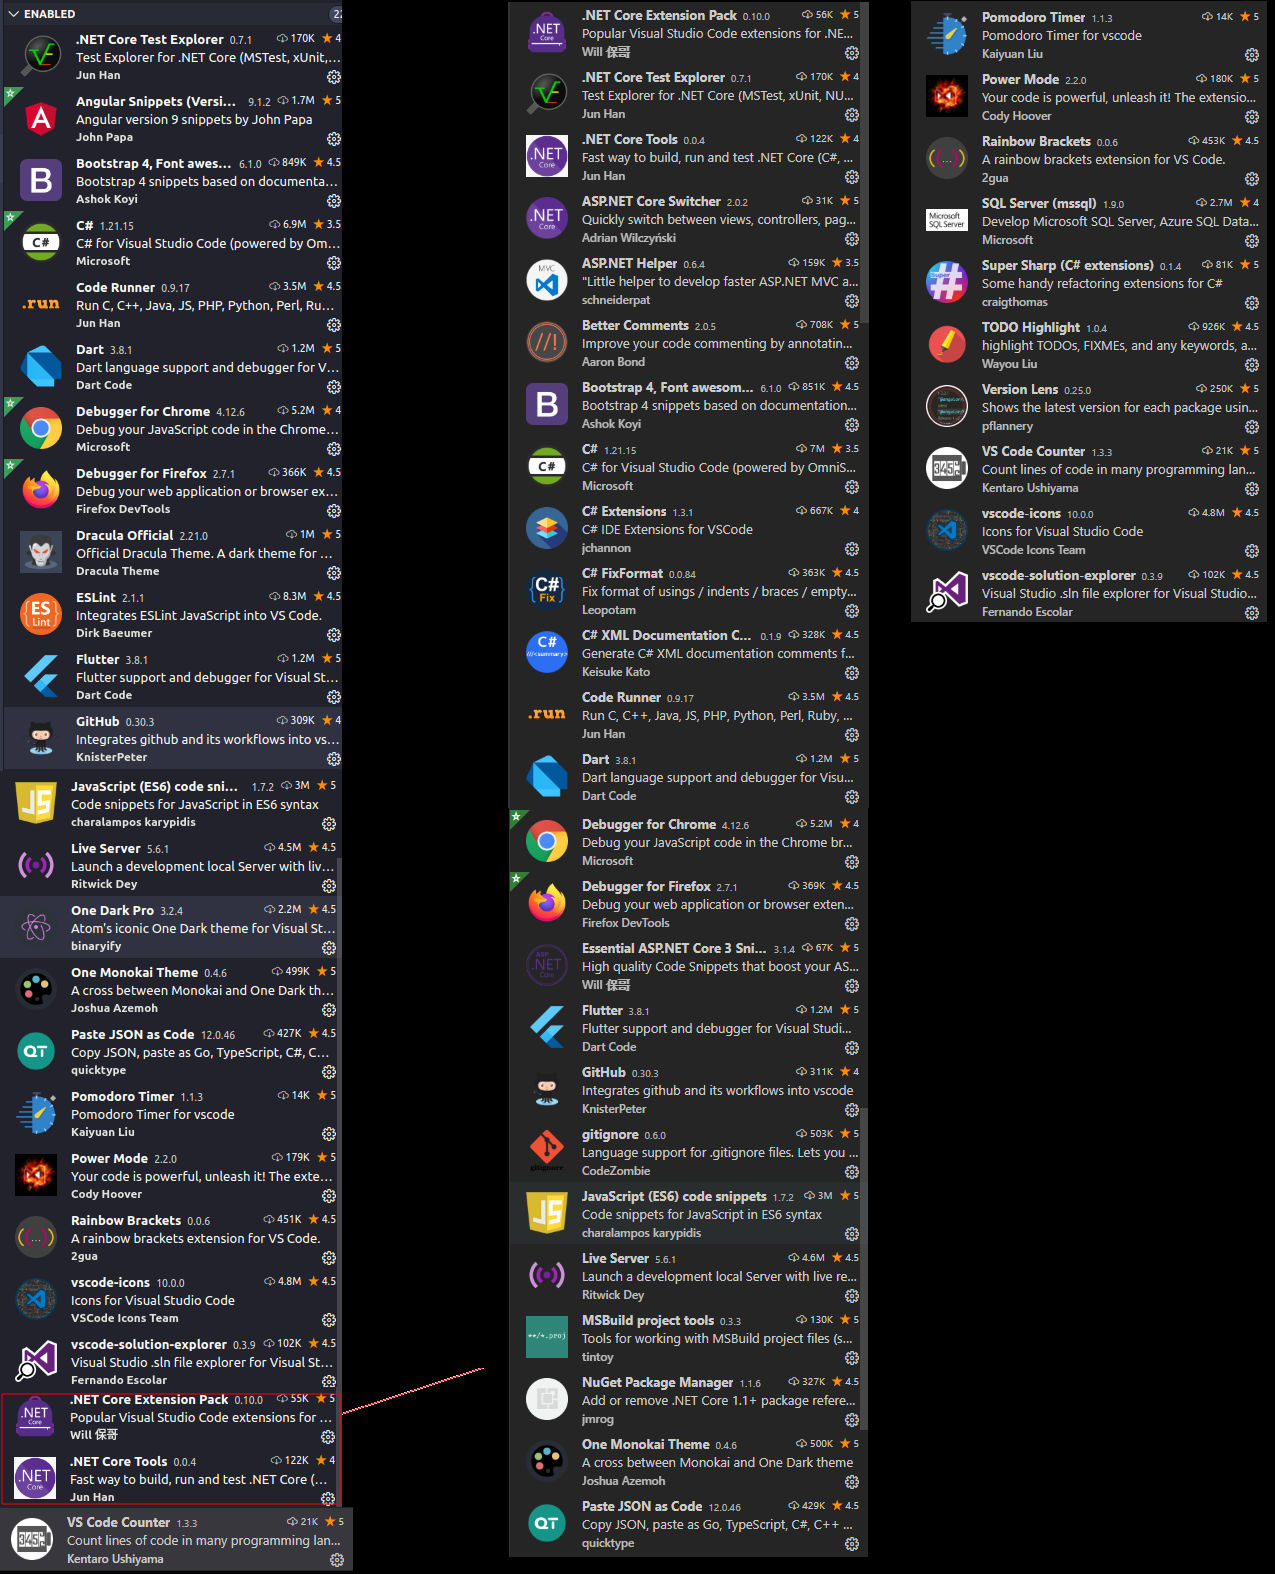 ENABLED
.NET Core Test Explorer 0.7.1 170K 4
Test Explorer for .NET Core (MSTest, xUnit,...
Jun Han
Angular Snippets (Versi... 9.1.2 1.7M 5
Angular version 9 snippets by John Papa
John Papa
Bootstrap 4, Font awes... 6.1.0 849K 4.5
Bootstrap 4 snippets based on documenta...
Ashok Koyi
C# 1.21.15 6.9M 3.5
C# for Visual Studio Code (powered by Om...
Microsoft
Code Runner 0.9.17 3.5M 4.5
Run C, C++, Java, JS, PHP, Python, Perl, Ru...
Jun Han
Dart 3.8.1 1.2M 5
Dart language support and debugger for V...
Dart Code
Debugger for Chrome 4.12.6 5.2M 4
Debug your JavaScript code in the Chrome...
Microsoft
Debugger for Firefox 2.7.1 366K 4.5
Debug your web application or browser ex...
Firefox DevTools
Dracula Official 2.21.0 1M 5
Official Dracula Theme. A dark theme for ...
Dracula Theme
ESLint 2.1.1 8.3M 4.5
Integrates ESLint JavaScript into VS Code.
Dirk Baeumer
Flutter 3.8.1 1.2M 5
Flutter support and debugger for Visual St...
Dart Code
GitHub 0.30.3 309K 4
Integrates github and its workflows into vs...
KnisterPeter
JavaScript (ES6) code sni... 1.7.2 3M 5
Code snippets for JavaScript in ES6 syntax
charalampos karypidis
Live Server 5.6.1 4.5M 4.5
Launch a development local Server with liv...
Ritwick Dey
One Dark Pro 3.2.4 2.2M 4.5
Atom's iconic One Dark theme for Visual St...
binaryify
One Monokai Theme 0.4.6 499K 5
A cross between Monokai and One Dark th...
Joshua Azemoh
Paste JSON as Code 12.0.46 427K 4.5
Copy JSON, paste as Go, TypeScript, C#, C...
quicktype
Pomodoro Timer 1.1.3 14K 5
Pomodoro Timer for vscode
Kaiyuan Liu
Power Mode 2.2.0 179K 5
Your code is powerful, unleash it! The exte...
Cody Hoover
Rainbow Brackets 0.0.6 451K 4.5
A rainbow brackets extension for VS Code.
2gua
vscode-icons 10.0.0 4.8M 4.5
Icons for Visual Studio Code
VSCode Icons Team
vscode-solution-explorer 0.3.9 102K 4.5
Visual Studio .sln file explorer for Visual St...
Fernando Escolar
.NET Core Extension Pack 0.10.0 55K 5
Popular Visual Studio Code extensions for ...
Will 保哥
.NET Core Tools 0.0.4 122K 4
Fast way to build, run and test .NET Core (...
Jun Han
VS Code Counter 1.3.3 21K 5
Count lines of code in many programming lan...
Kentaro Ushiyama
.NET Core Extension Pack 0.10.0 56K 5
Popular Visual Studio Code extensions for .NE...
Will 保哥
.NET Core Test Explorer 0.7.1 170K 4
Test Explorer for .NET Core (MSTest, xUnit, NU...
Jun Han
.NET Core Tools 0.0.4 122K 4
Fast way to build, run and test .NET Core (C#, ...
Jun Han
ASP.NET Core Switcher 2.0.2 31K 5
Quickly switch between views, controllers, pag...
Adrian Wilczyński
ASP.NET Helper 0.6.4 159K 3.5
"Little helper to develop faster ASP.NET MVC a...
schneiderpat
Better Comments 2.0.5 708K 5
Improve your code commenting by annotatin...
Aaron Bond
Bootstrap 4, Font awesom... 6.1.0 851K 4.5
Bootstrap 4 snippets based on documentation...
Ashok Koyi
C# 1.21.15 7M 3.5
C# for Visual Studio Code (powered by OmniS...
Microsoft
C# Extensions 1.3.1 667K 4
C# IDE Extensions for VSCode
jchannon
C# FixFormat 0.0.84 363K 4.5
Fix format of usings / indents / braces / empty...
Leopotam
C# XML Documentation C... 0.1.9 328K 4.5
Generate C# XML documentation comments f...
Keisuke Kato
Code Runner 0.9.17 3.5M 4.5
Run C, C++, Java, JS, PHP, Python, Perl, Ruby, ...
Jun Han
Dart 3.8.1 1.2M 5
Dart language support and debugger for Visu...
Dart Code
Debugger for Chrome 4.12.6 5.2M 4
Debug your JavaScript code in the Chrome br...
Microsoft
Debugger for Firefox 2.7.1 369K 4.5
Debug your web application or browser exten...
Firefox DevTools
Essential ASP.NET Core 3 Sni... 3.1.4 67K 5
High quality Code Snippets that boost your AS...
Will 保哥
Flutter 3.8.1 1.2M 5
Flutter support and debugger for Visual Studi...
Dart Code
GitHub 0.30.3 311K 4
Integrates github and its workflows into vscode
KnisterPeter
gitignore 0.6.0 503K 5
Language support for .gitignore files. Lets you ...
CodeZombie
JavaScript (ES6) code snippets 1.7.2 3M 5
Code snippets for JavaScript in ES6 syntax
charalampos karypidis
Live Server 5.6.1 4.6M 4.5
Launch a development local Server with live re...
Ritwick Dey
MSBuild project tools 0.3.3 130K 5
Tools for working with MSBuild project files (s...
tintoy
NuGet Package Manager 1.1.6 327K 4.5
Add or remove .NET Core 1.1+ package refere...
jmrog
One Monokai Theme 0.4.6 500K 5
A cross between Monokai and One Dark theme
Joshua Azemoh
Paste JSON as Code 12.0.46 429K 4.5
Copy JSON, paste as Go, TypeScript, C#, C++ ...
quicktype
Pomodoro Timer 1.1.3 14K 5
Pomodoro Timer for vscode
Kaiyuan Liu
Power Mode 2.2.0 180K 5
Your code is powerful, unleash it! The extensio...
Cody Hoover
Rainbow Brackets 0.0.6 453K 4.5
A rainbow brackets extension for VS Code.
2gua
SQL Server (mssql) 1.9.0 2.7M 4
Develop Microsoft SQL Server, Azure SQL Data...
Microsoft
Super Sharp (C# extensions) 0.1.4 81K 5
Some handy refactoring extensions for C#
craigthomas
TODO Highlight 1.0.4 926K 4.5
highlight TODOs, FIXMEs, and any keywords, a...
Wayou Liu
Version Lens 0.25.0 250K 5
Shows the latest version for each package usin...
pflannery
VS Code Counter 1.3.3 21K 5
Count lines of code in many programming lan...
Kentaro Ushiyama
vscode-icons 10.0.0 4.8M 4.5
Icons for Visual Studio Code
VSCode Icons Team
vscode-solution-explorer 0.3.9 102K 4.5
Visual Studio .sln file explorer for Visual Studio...
Fernando Escolar